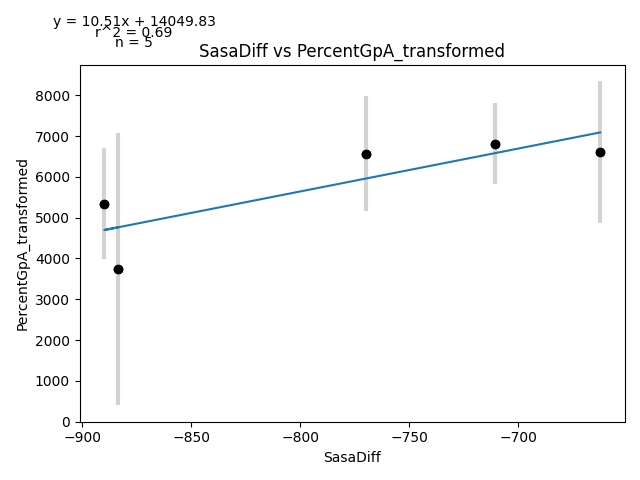 y = 10.51x + 14049.83
r^2 = 0.69
n = 5
SasaDiff vs PercentGpA_transformed
8000
7000
6000
5000
4000
3000
2000
1000
0
PercentGpA_transformed
−900
−850
−800
−750
−700
SasaDiff